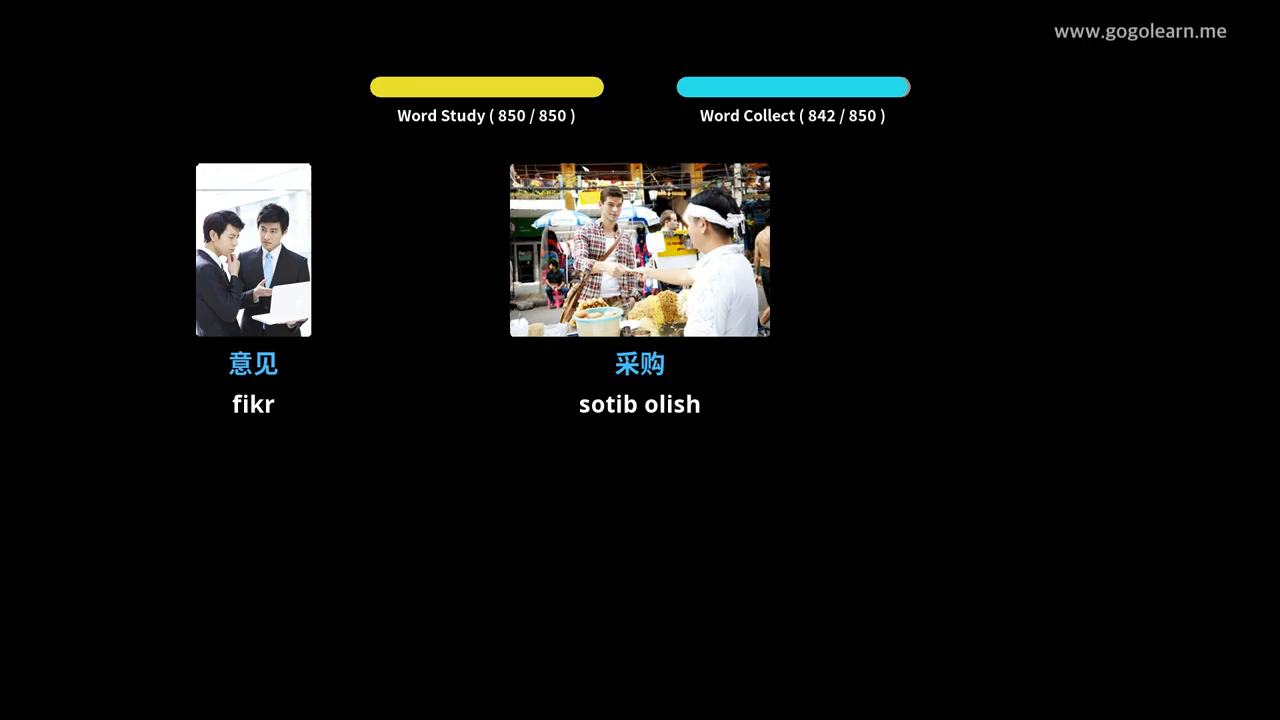 www.gogolearn.me
Word Study ( 850 / 850 )
Word Collect ( 842 / 850 )
意见
fikr
采购
sotib olish